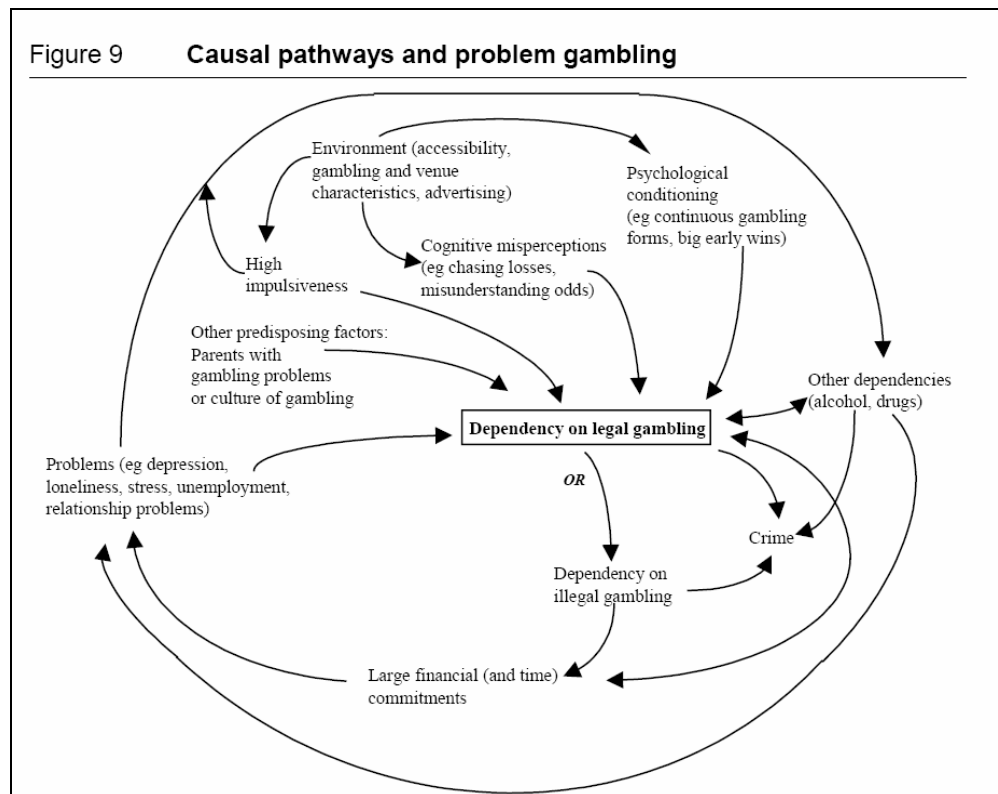 Figure 9 Causal pathways and problem gambling
Environment (accessibility,
gambling and venue
characteristics, advertising)
Psychological
conditioning
(eg continuous gambling
forms, big early wins)
Cognitive misperceptions
(eg chasing losses,
misunderstanding odds)
High
impulsiveness
Other predisposing factors:
Parents with
gambling problems
or culture of gambling
Other dependencies
(alcohol, drugs)
Dependency on legal gambling
Problems (eg depression,
loneliness, stress, unemployment,
relationship problems)
OR
Crime
Dependency on
illegal gambling
Large financial (and time)
commitments